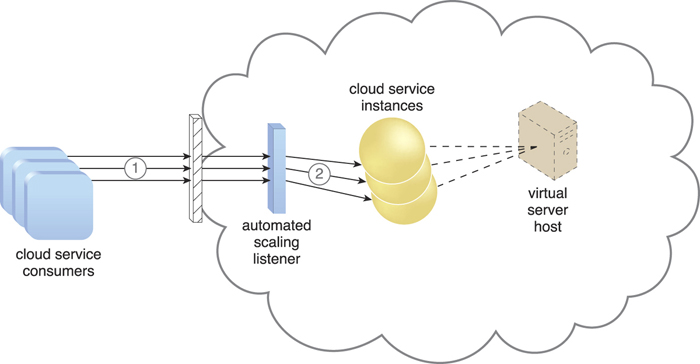 cloud service
instances
1
2
virtual
server
host
automated
scaling
listener
cloud service
consumers